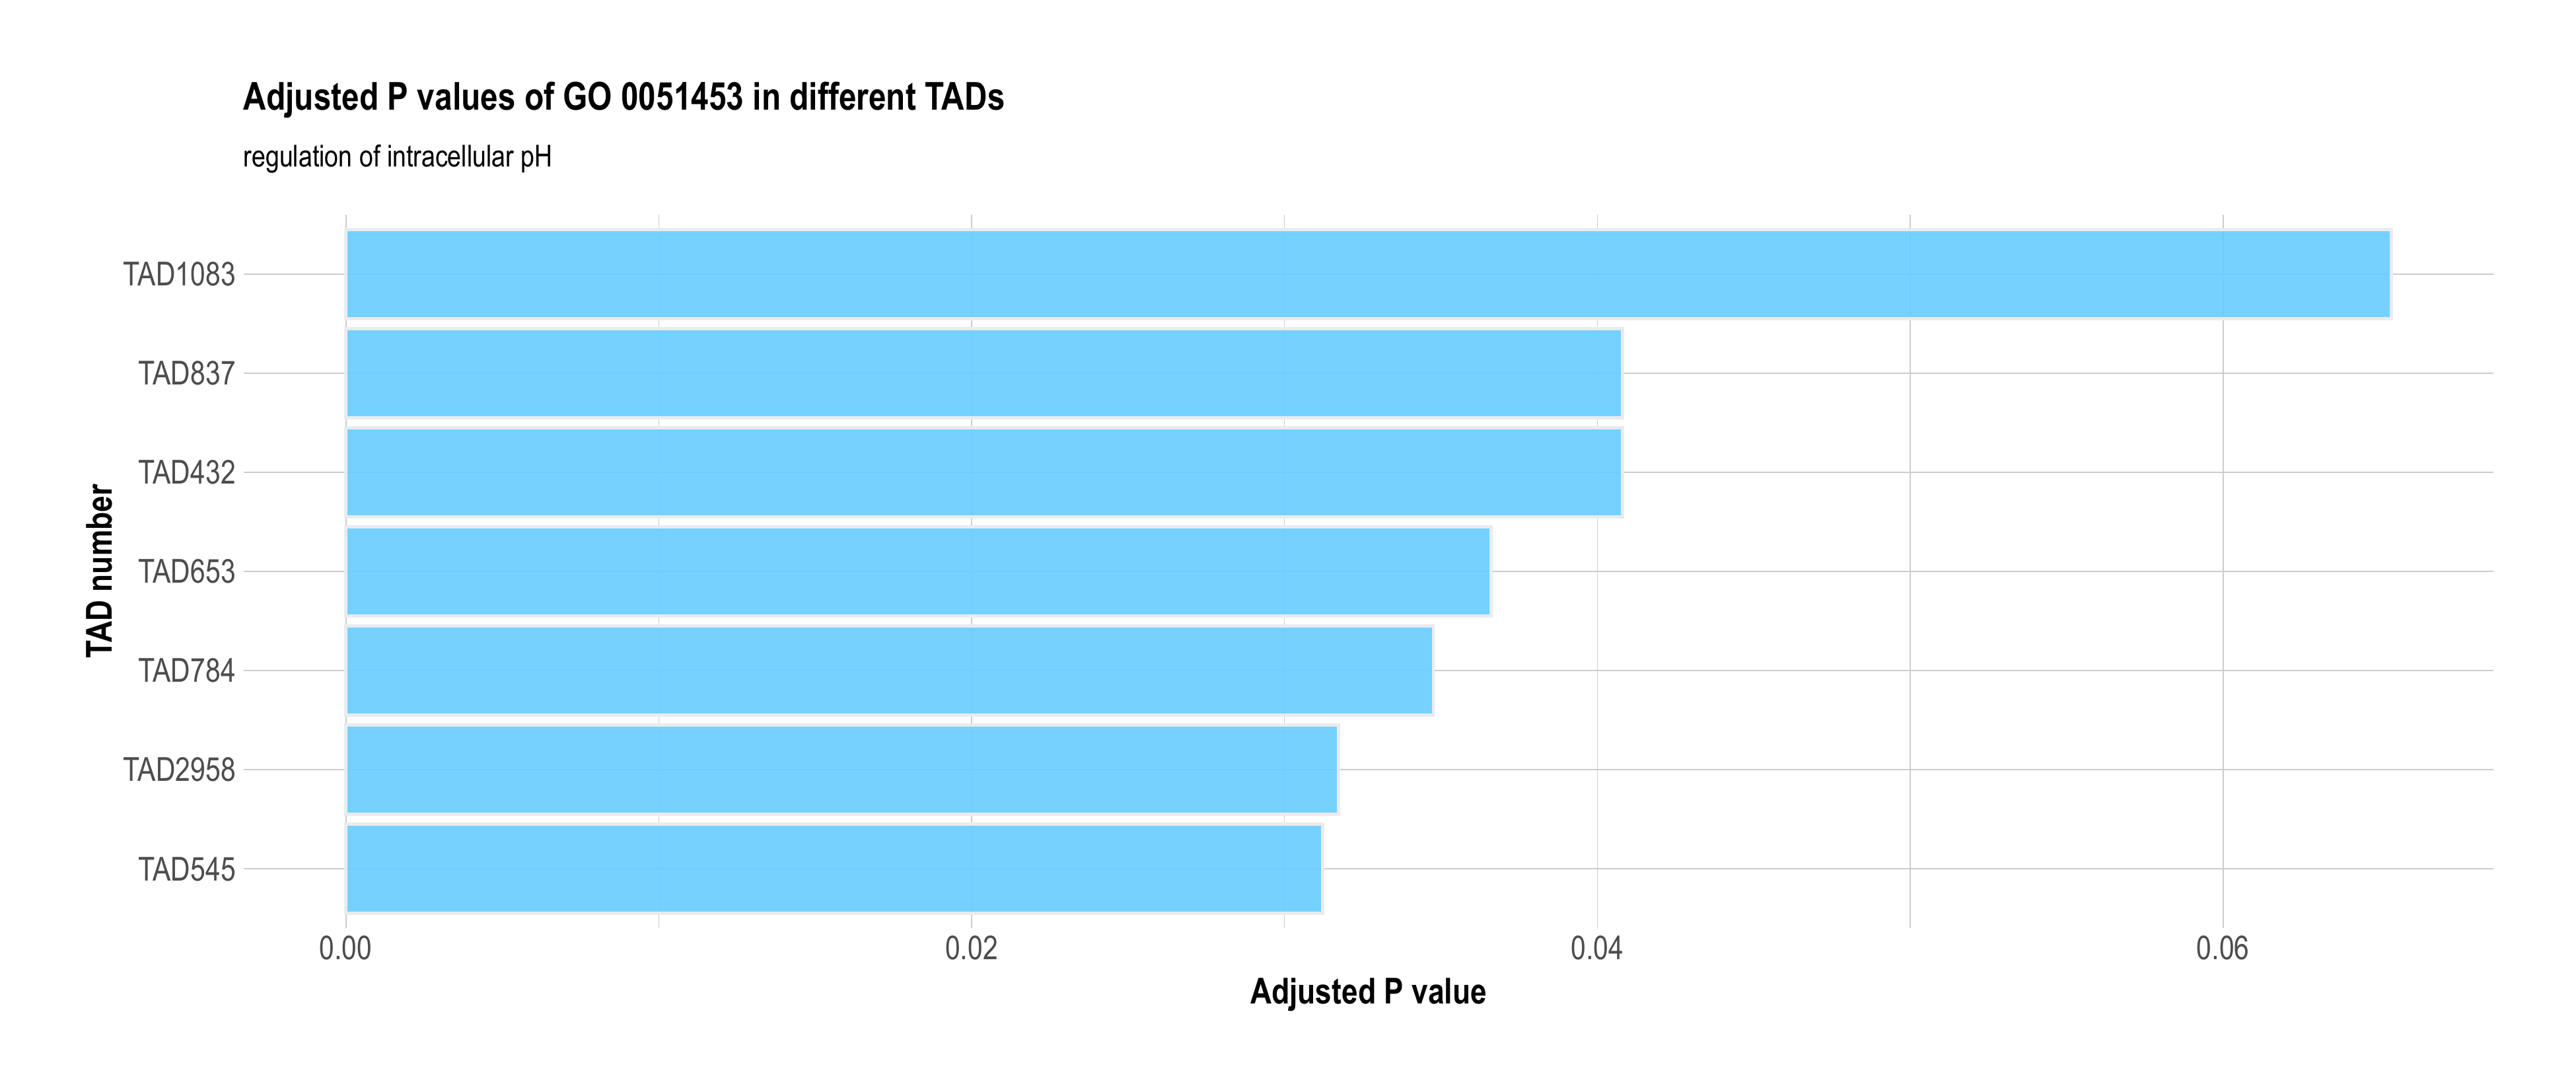 Adjusted P values of GO 0051453 in different TADs
regulation of intracellular pH
TAD number
TAD1083
TAD837
TAD432
TAD653
TAD784
TAD2958
TAD545
0.00 0.02 0.04 0.06
Adjusted P value